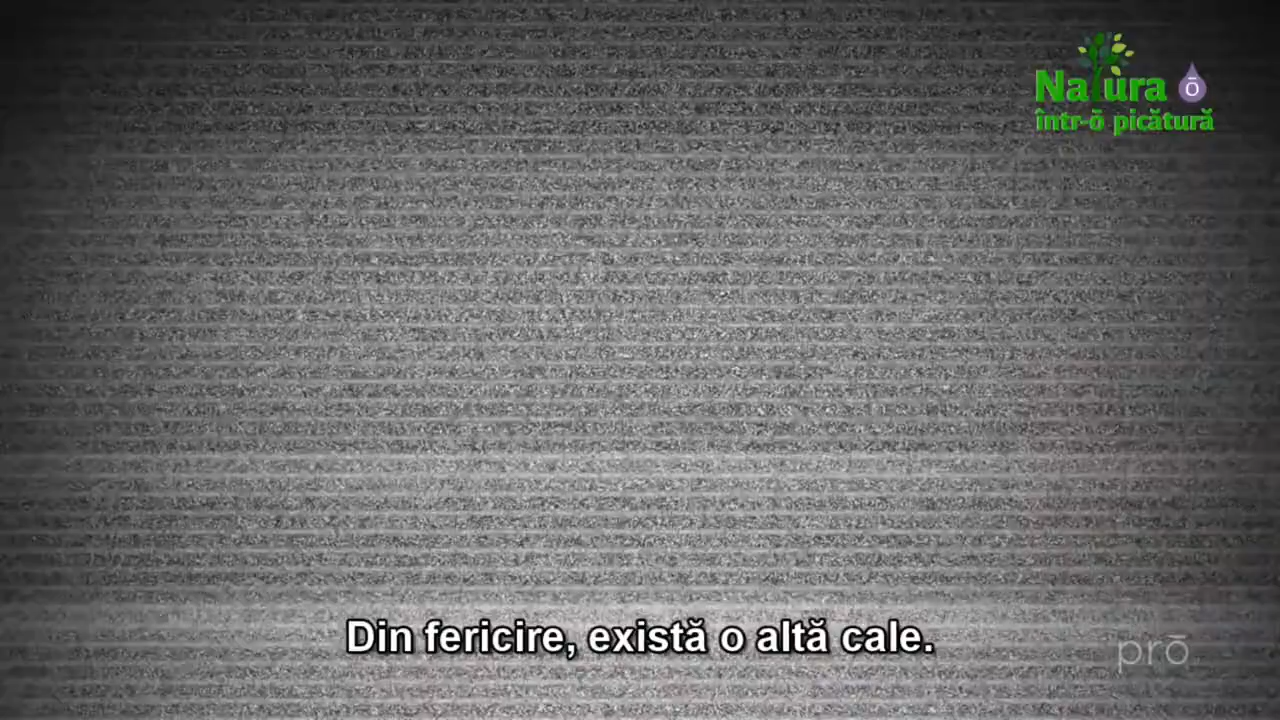 Natura ō
într-ō picătură
Din fericire, există o altă cale.
prō